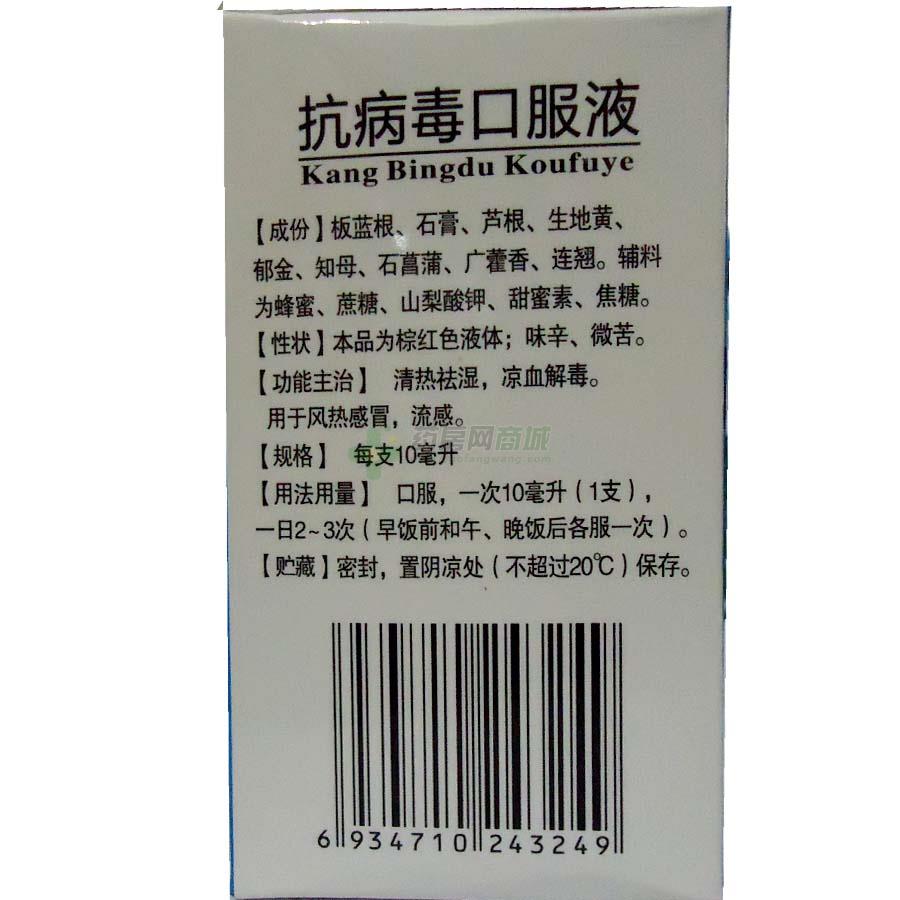 抗病毒口服液
Kang Bingdu Koufuye
【成份】板蓝根、石膏、芦根、生地黄、
郁金、知母、石菖蒲、广藿香、连翘。辅料
为蜂蜜、蔗糖、山梨酸钾、甜蜜素、焦糖。
【性状】本品为棕红色液体；味辛、微苦。
【功能主治】 清热祛湿，凉血解毒。
用于风热感冒，流感。
药房网商城
【规格】 每支10毫升
【用法用量】 口服，一次10毫升（1支），
一日2~3次（早饭前和午、晚饭后各服一次）。
【贮藏】密封，置阴凉处（不超过20℃）保存。
6 934710 243249